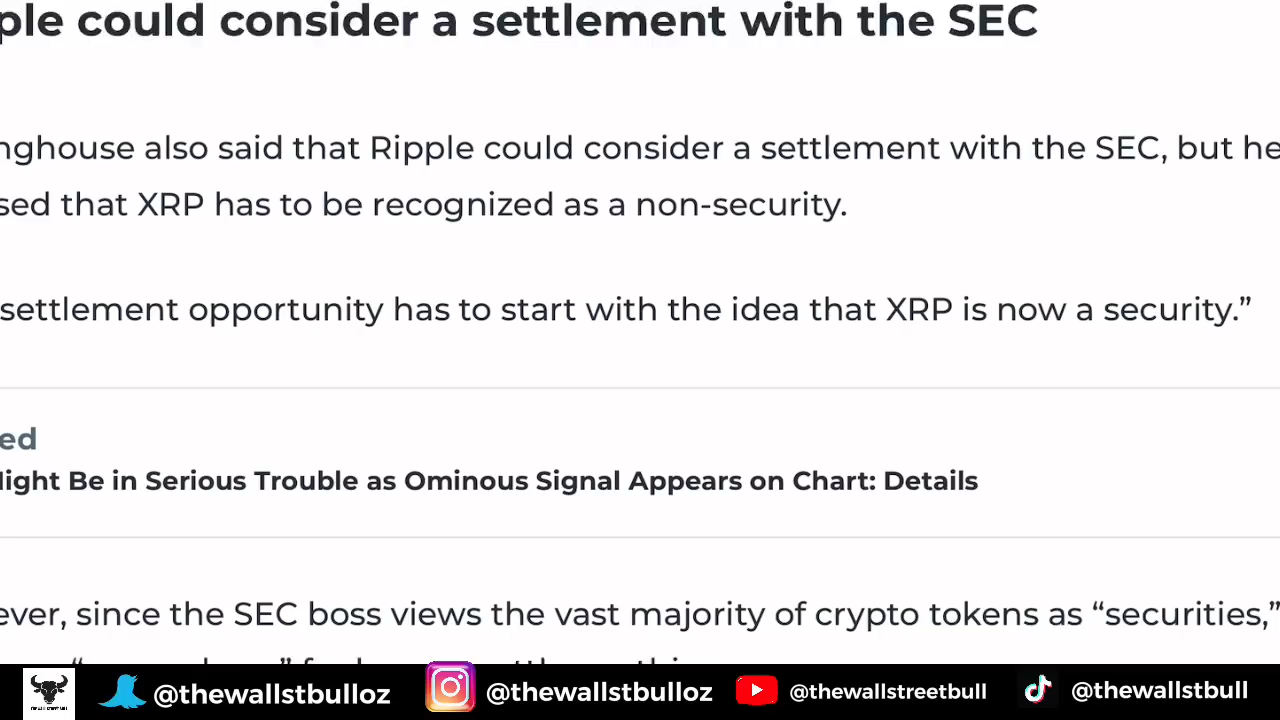 ple could consider a settlement with the SEC
nghouse also said that Ripple could consider a settlement with the SEC, but he
sed that XRP has to be recognized as a non-security.
settlement opportunity has to start with the idea that XRP is now a security.”
ed
Might Be in Serious Trouble as Ominous Signal Appears on Chart: Details
ever, since the SEC boss views the vast majority of crypto tokens as “securities,”
@thewallstbulloz @thewallstbulloz @thewallstreetbull @thewallstbull